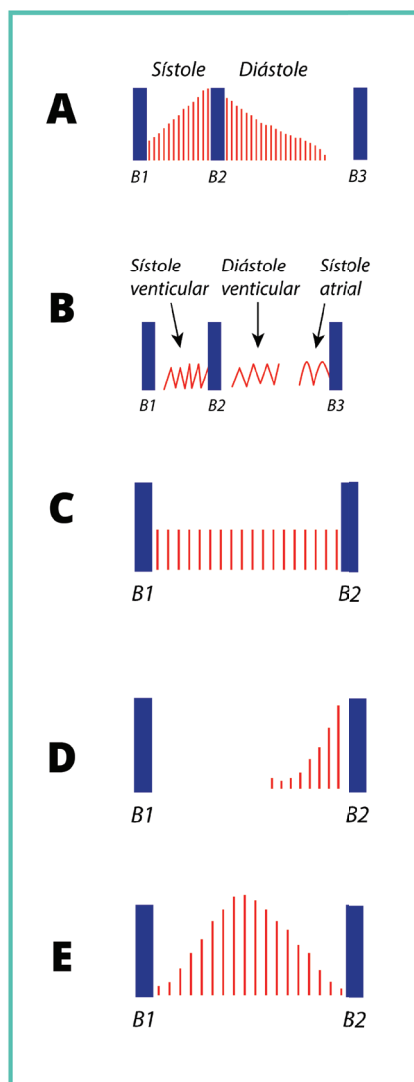 Sístole Diástole
A
B1 B2 B3
Sístole venticular
Diástole ventricular
Sístole atrial
B
B1 B2 B3
C
B1 B2
D
B1 B2
E
B1 B2